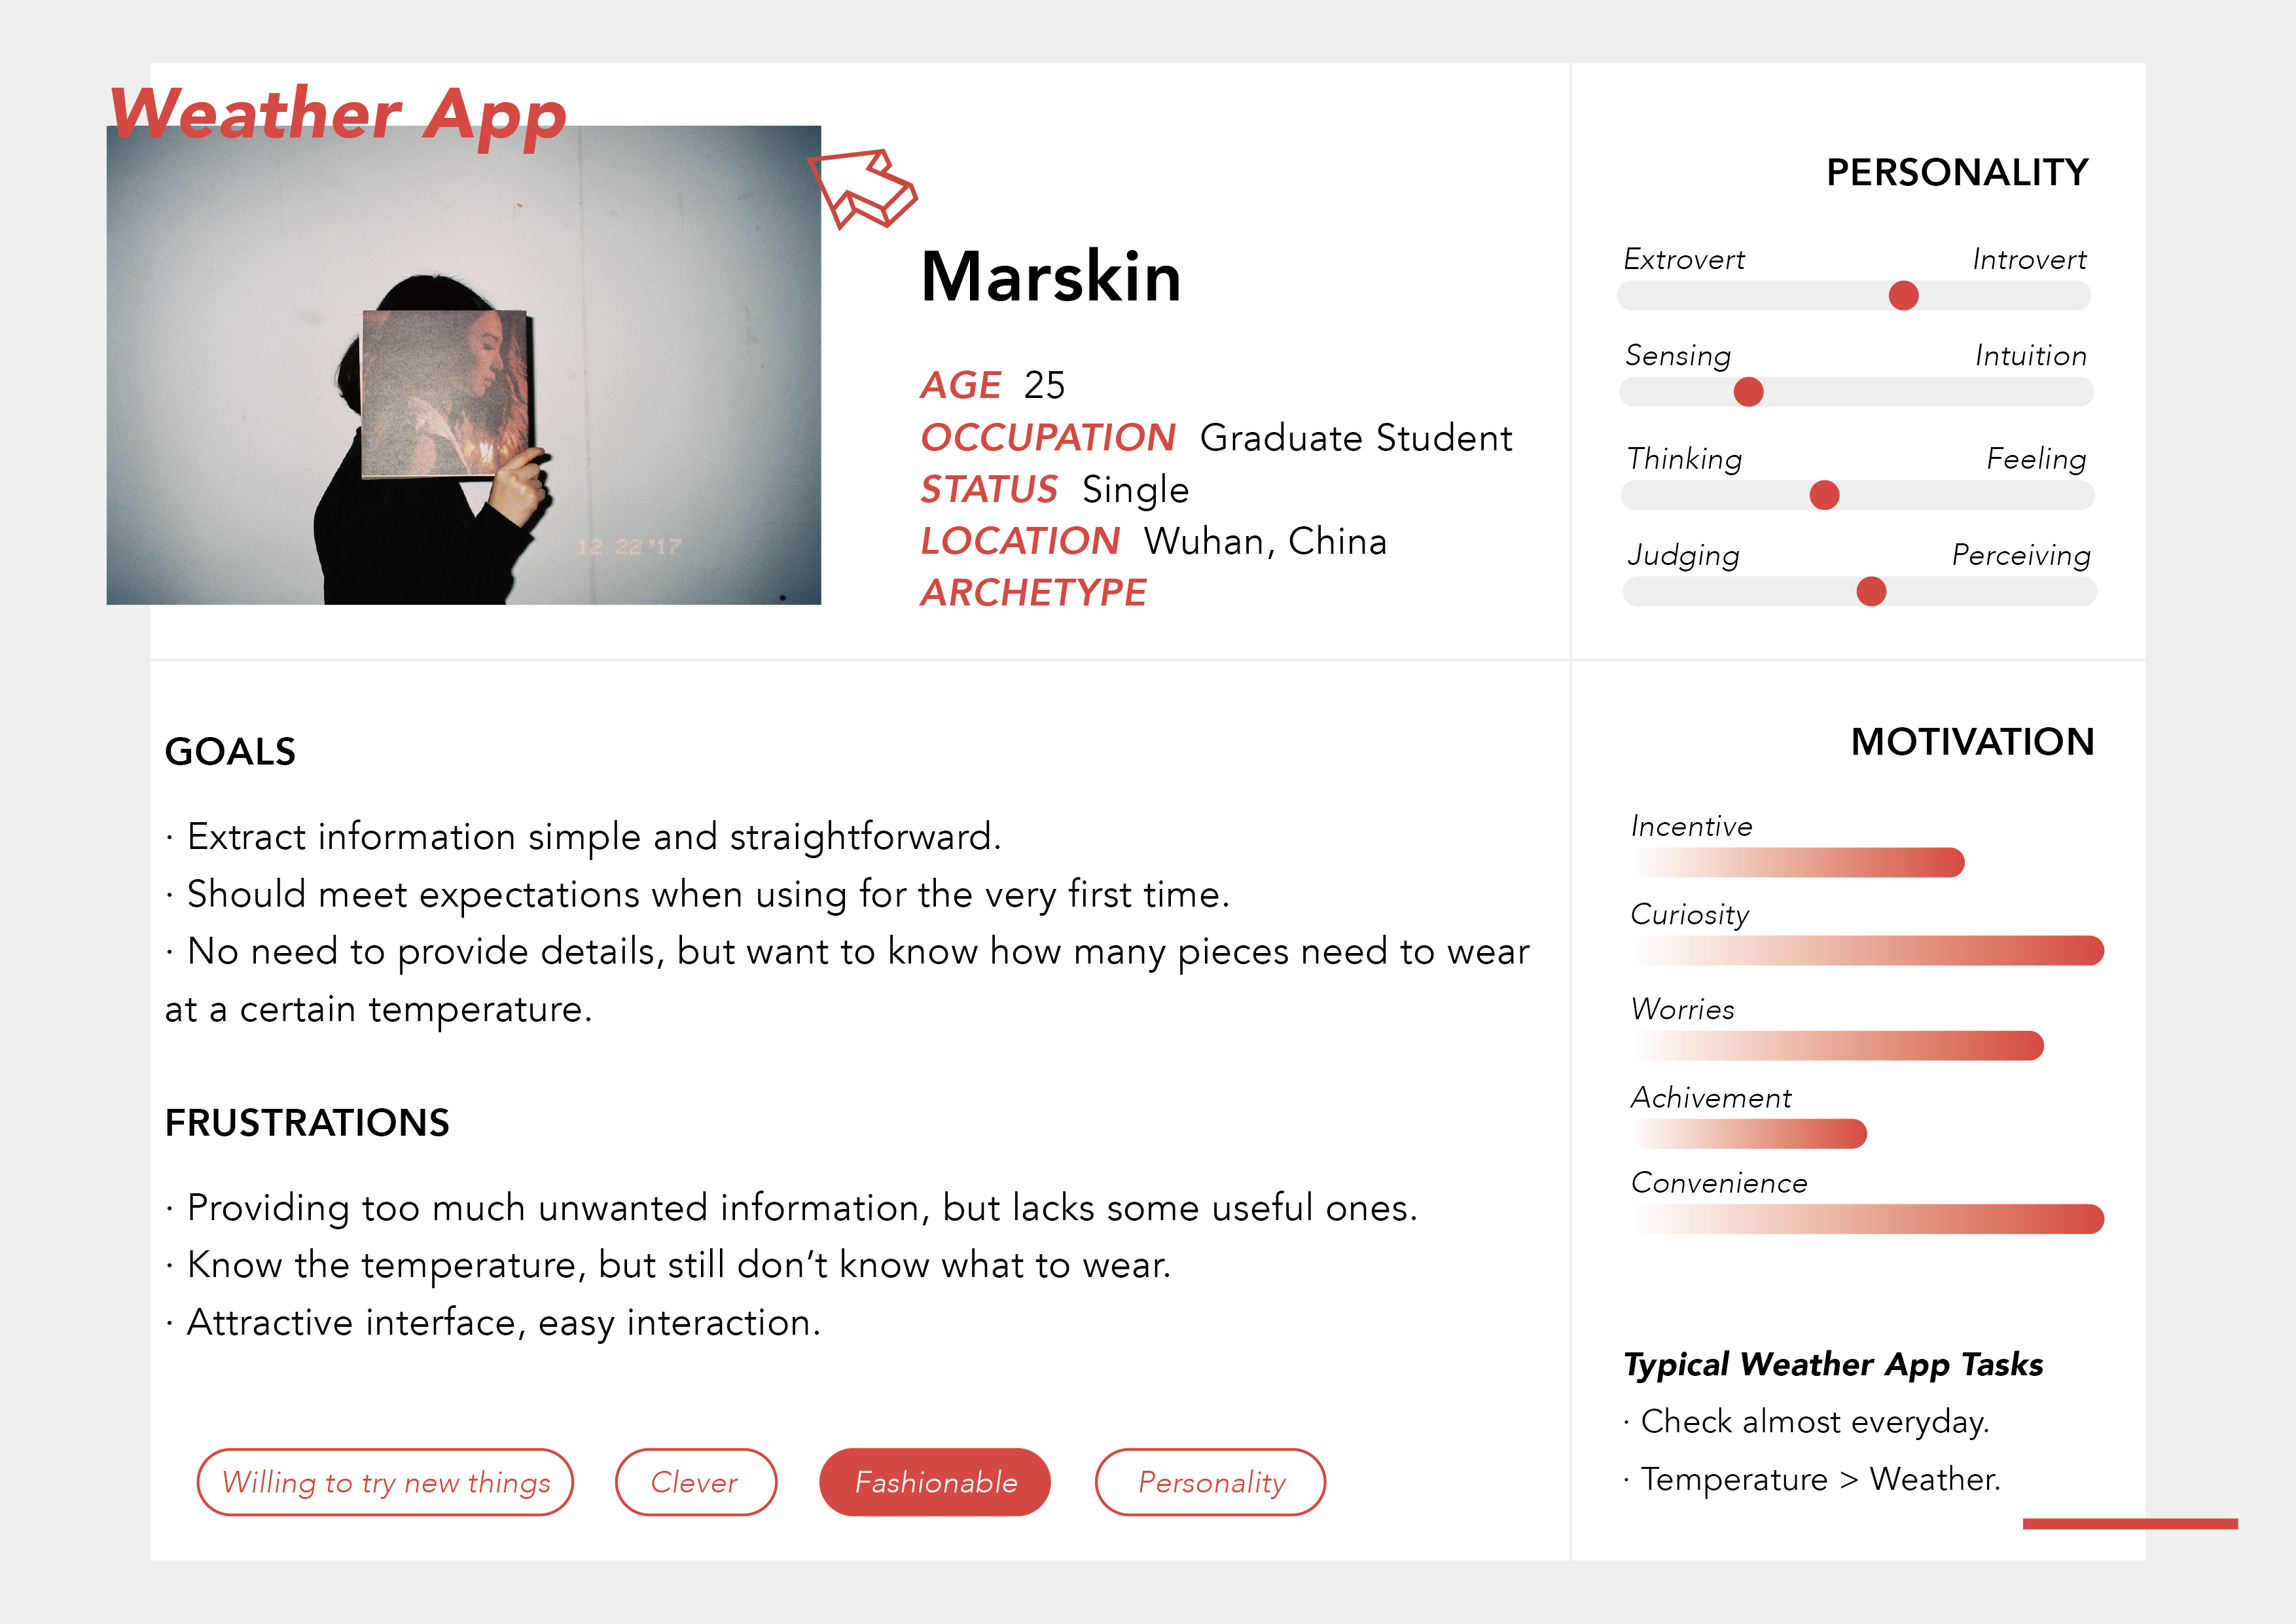 Weather App
12 22 '17
Marskin
AGE 25
OCCUPATION Graduate Student
STATUS Single
LOCATION Wuhan, China
ARCHETYPE
PERSONALITY
Extrovert Introvert
Sensing Intuition
Thinking Feeling
Judging Perceiving
GOALS
· Extract information simple and straightforward.
· Should meet expectations when using for the very first time.
· No need to provide details, but want to know how many pieces need to wear
at a certain temperature.
FRUSTRATIONS
· Providing too much unwanted information, but lacks some useful ones.
· Know the temperature, but still don’t know what to wear.
· Attractive interface, easy interaction.
Willing to try new things Clever Fashionable Personality
MOTIVATION
Incentive
Curiosity
Worries
Achivement
Convenience
Typical Weather App Tasks
· Check almost everyday.
· Temperature > Weather.